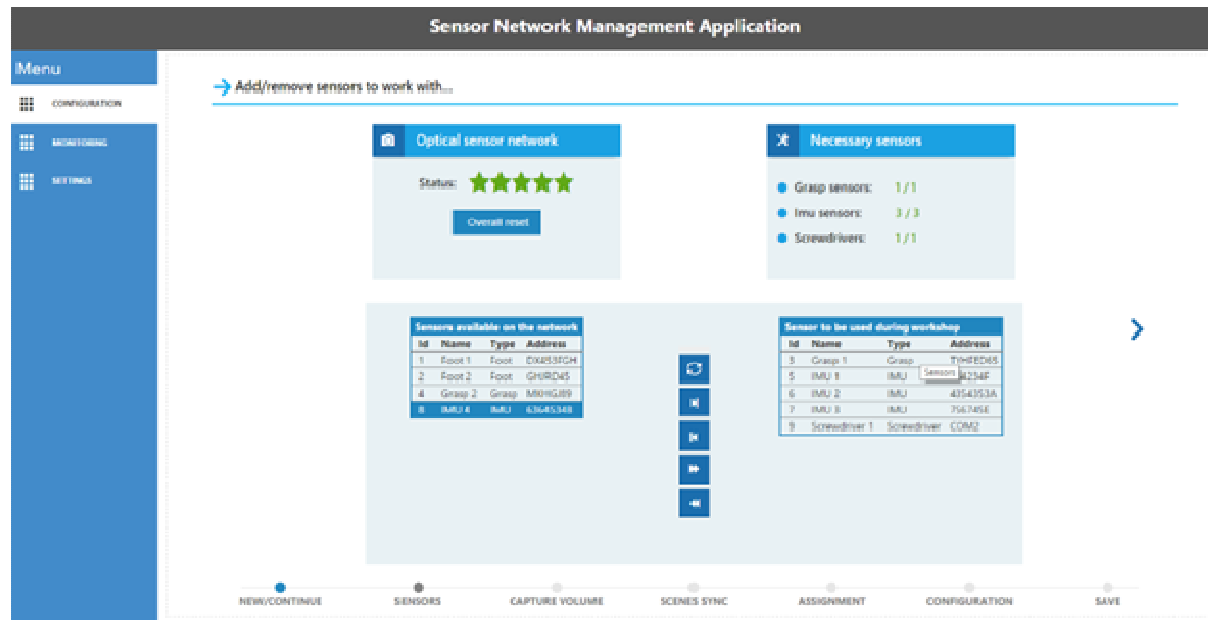 Sensor Network Management Application
Menu
CONFIGURATION
MONITORING
SETTINGS
Add/remove sensors to work with...
Optical sensor network
Status:
Overall reset
Necessary sensors
Grasp sensors: 1/1
Imu sensors: 3/3
Screwdrivers: 1/1
Sensors available on the network
Id Name Type Address
1 Foot 1 Foot
2 Foot 2 Foot
4 Grasp 2 Grasp
8 IMU 4 IMU 63645348
Sensor to be used during workshop
Id Name Type Address
3 Grasp 1 Grasp
5 IMU 1 IMU
Sensors
6 IMU 2 IMU 4354353A
7 IMU 3 IMU 756745E
9 Screwdriver 1 Screwdriver COM2
NEW/CONTINUE SENSORS CAPTURE VOLUME SCENES SYNC ASSIGNMENT CONFIGURATION SAVE